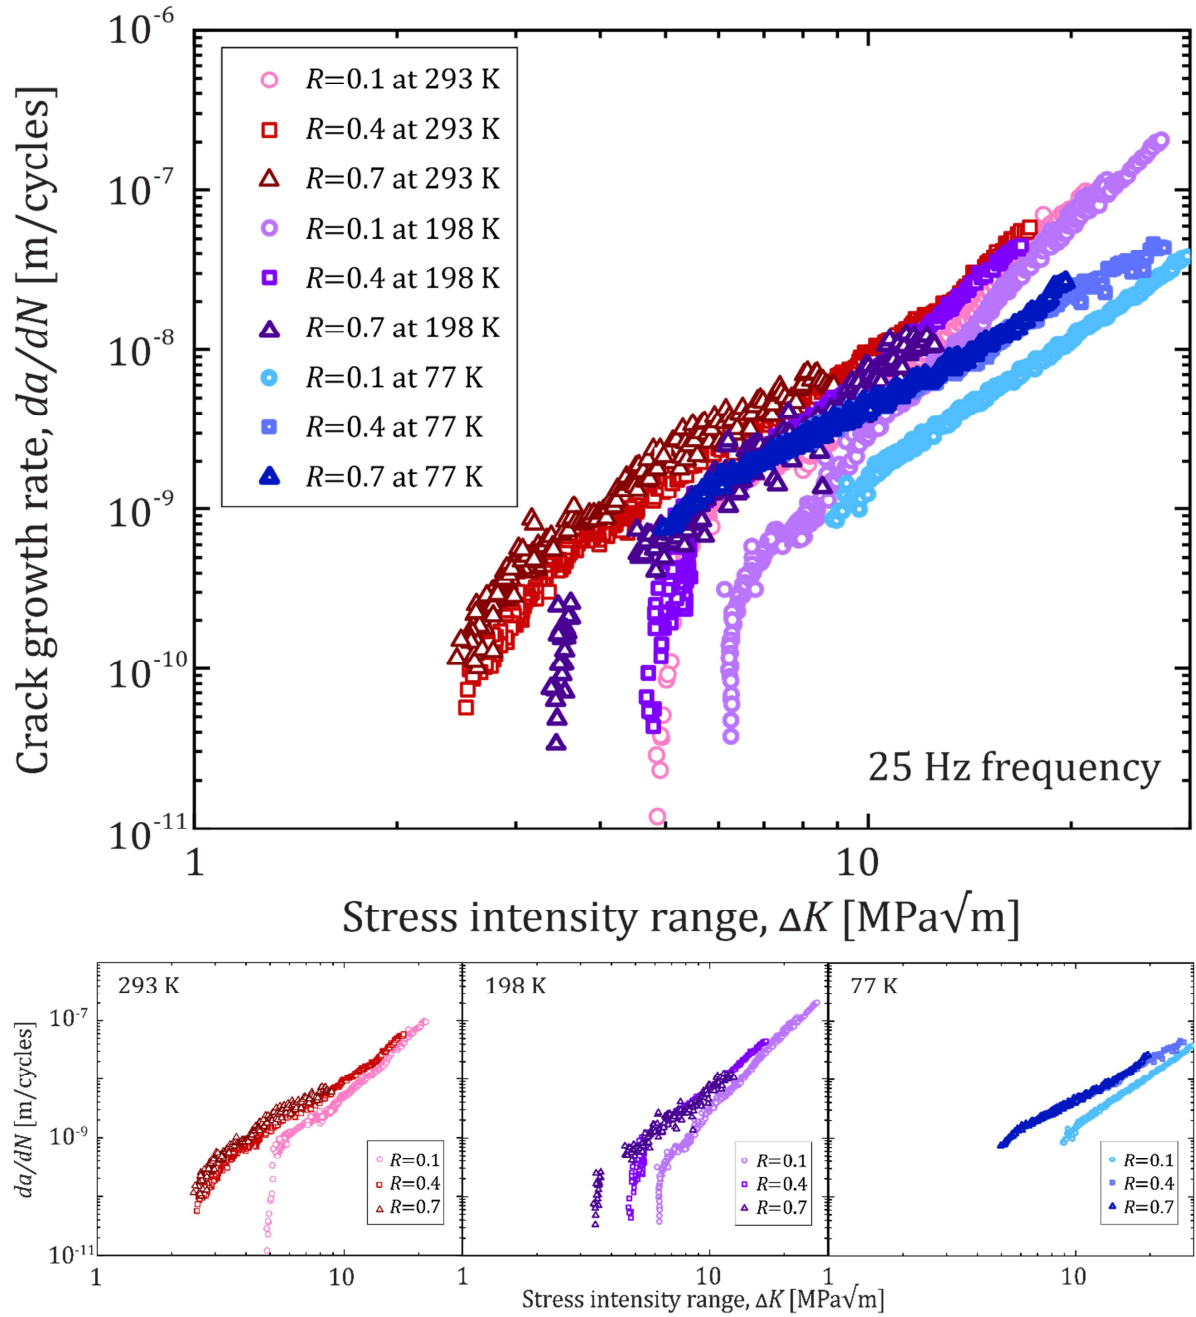 Crack growth rate, da/dN [m/cycles]
10⁻⁶
10⁻⁷
10⁻⁸
10⁻⁹
10⁻¹⁰
10⁻¹¹
R=0.1 at 293 K
R=0.4 at 293 K
R=0.7 at 293 K
R=0.1 at 198 K
R=0.4 at 198 K
R=0.7 at 198 K
R=0.1 at 77 K
R=0.4 at 77 K
R=0.7 at 77 K
25 Hz frequency
1 10
Stress intensity range, ΔK [MPa√m]
da/dN [m/cycles]
10⁻⁷
10⁻⁹
10⁻¹¹
293 K
R=0.1
R=0.4
R=0.7
198 K
R=0.1
R=0.4
R=0.7
77 K
R=0.1
R=0.4
R=0.7
1 10 1 10 1 10
Stress intensity range, ΔK [MPa√m]